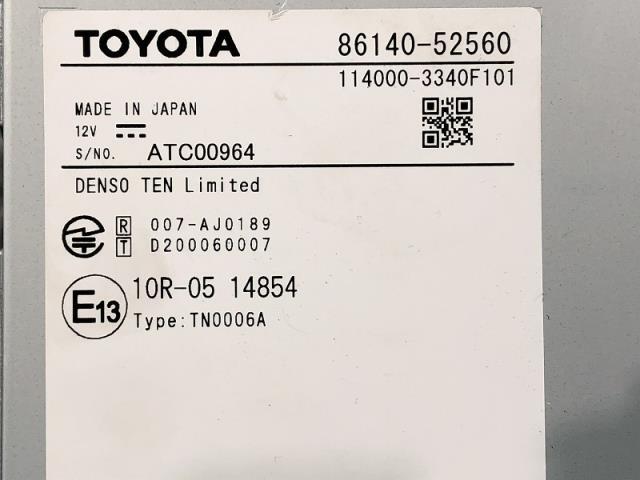 TOYOTA 86140-52560
114000-3340F101
MADE IN JAPAN
12V
S/NO. ATC00964
DENSO TEN Limited
R 007-AJ0189
T D200060007
E13 10R-05 14854
Type:TN0006A